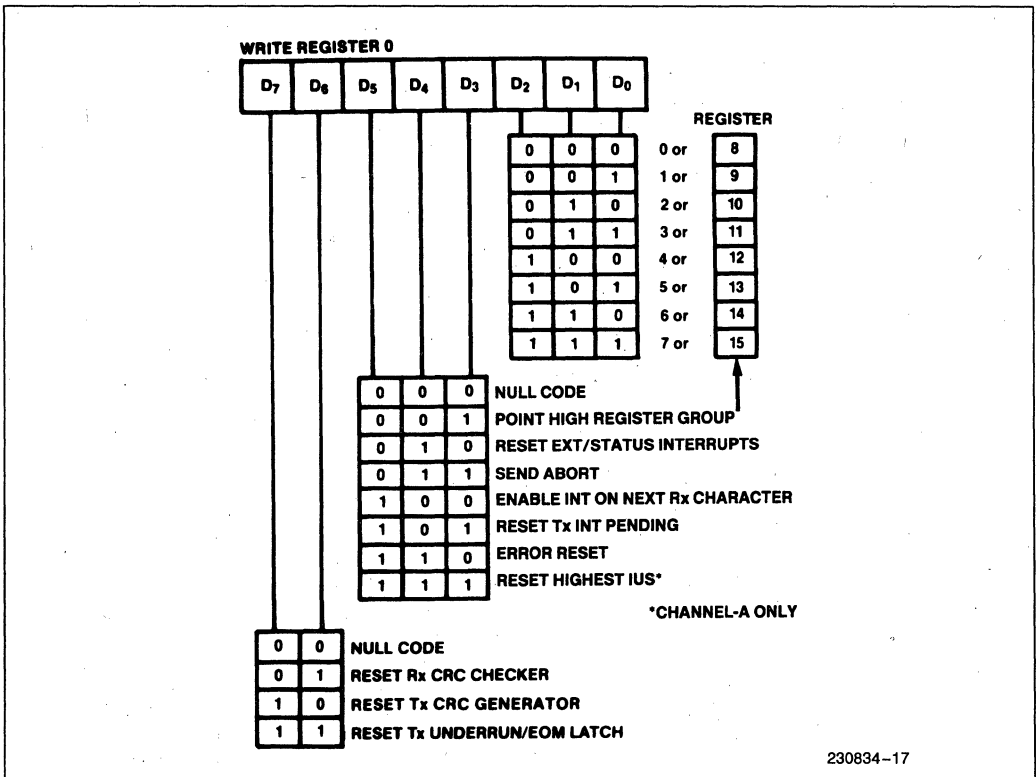 WRITE REGISTER 0
D7 D6 D5 D4 D3 D2 D1 D0
REGISTER
0 0 0 0 or 8
0 0 1 1 or 9
0 1 0 2 or 10
0 1 1 3 or 11
1 0 0 4 or 12
1 0 1 5 or 13
1 1 0 6 or 14
1 1 1 7 or 15
0 0 0 NULL CODE
0 0 1 POINT HIGH REGISTER GROUP
0 1 0 RESET EXT/STATUS INTERRUPTS
0 1 1 SEND ABORT
1 0 0 ENABLE INT ON NEXT Rx CHARACTER
1 0 1 RESET Tx INT PENDING
1 1 0 ERROR RESET
1 1 1 RESET HIGHEST IUS*
*CHANNEL-A ONLY
0 0 NULL CODE
0 1 RESET Rx CRC CHECKER
1 0 RESET Tx CRC GENERATOR
1 1 RESET Tx UNDERRUN/EOM LATCH
230834-17